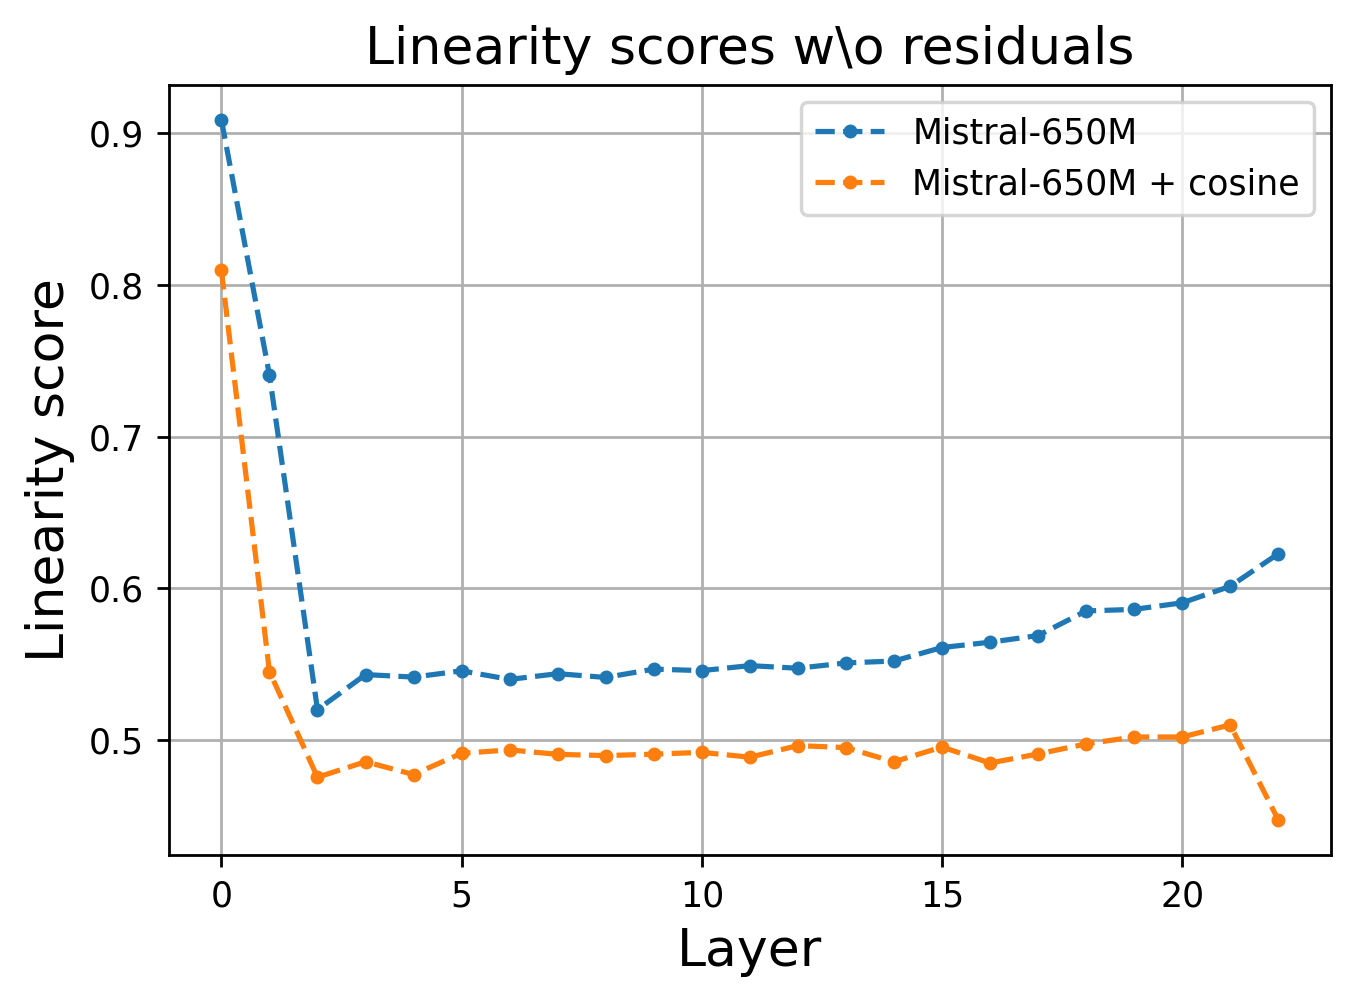 Linearity scores w\o residuals
Mistral-650M
Mistral-650M + cosine
Linearity score
0.9
0.8
0.7
0.6
0.5
0
5
10
15
20
Layer